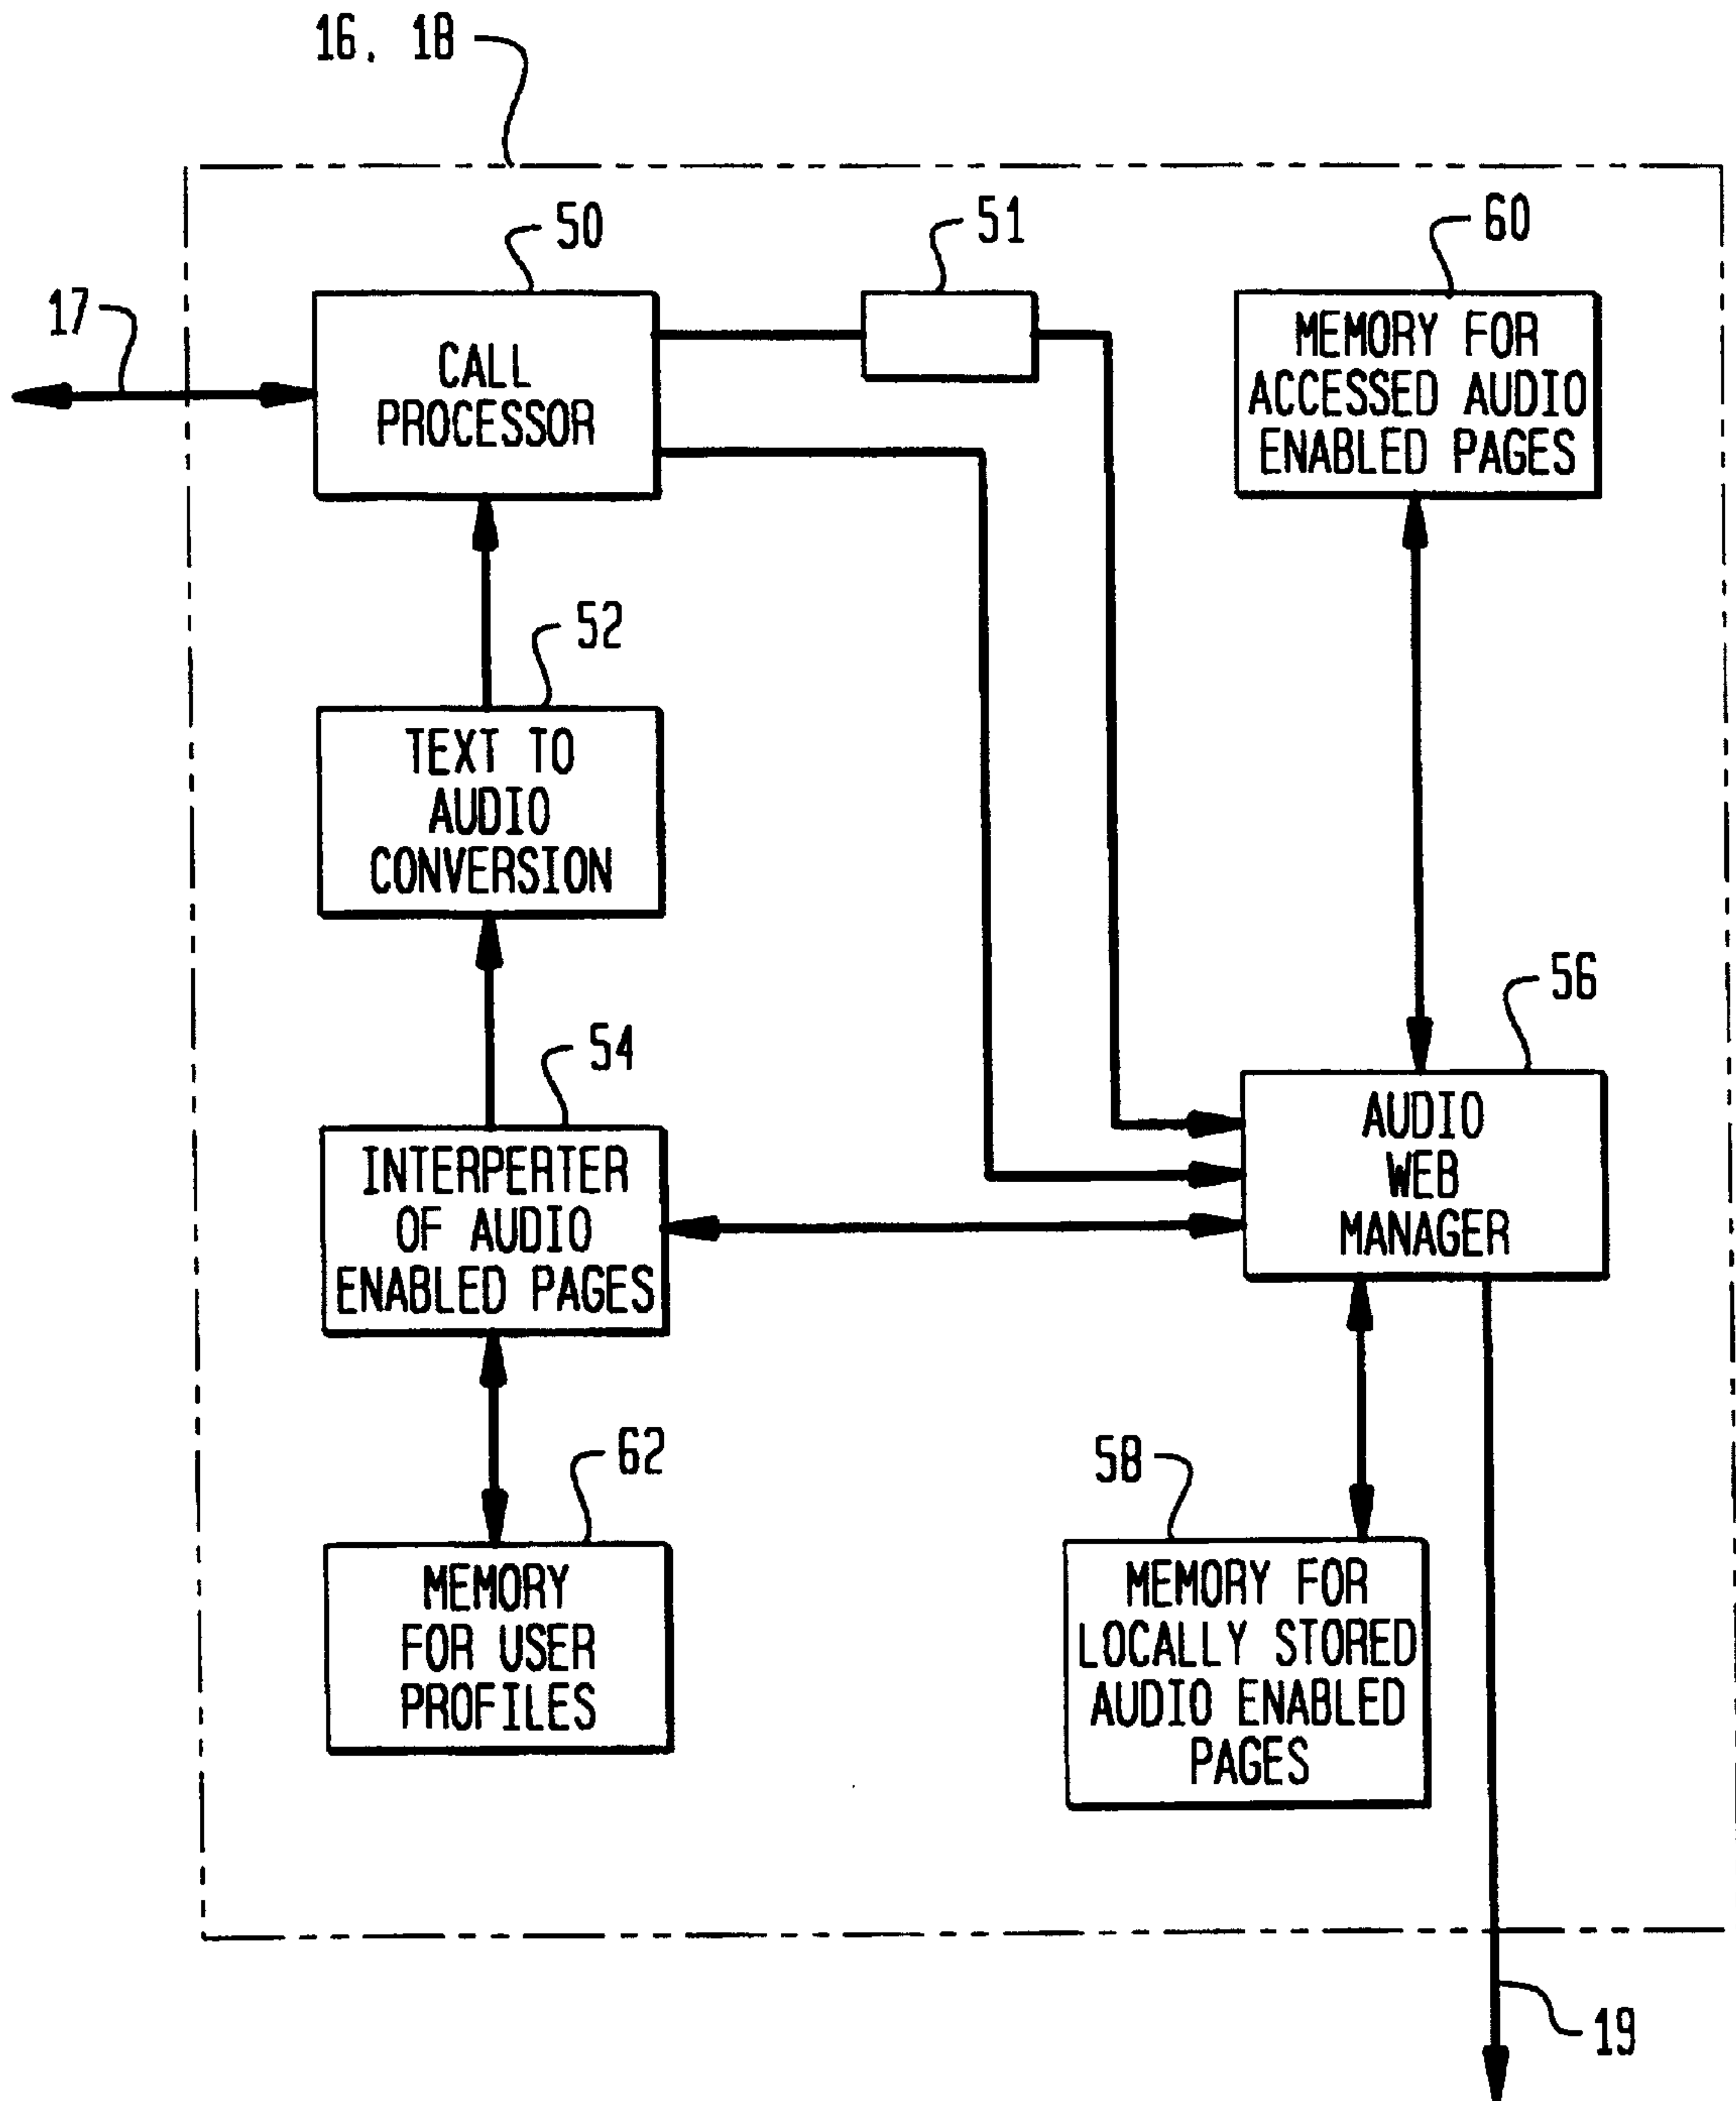 16, 18
50
51
60
17
CALL
PROCESSOR
MEMORY FOR
ACCESSED AUDIO
ENABLED PAGES
52
TEXT TO
AUDIO
CONVERSION
56
54
AUDIO
WEB
MANAGER
INTERPERTER
OF AUDIO
ENABLED PAGES
62
58
MEMORY
FOR USER
PROFILES
MEMORY FOR
LOCALLY STORED
AUDIO ENABLED
PAGES
19